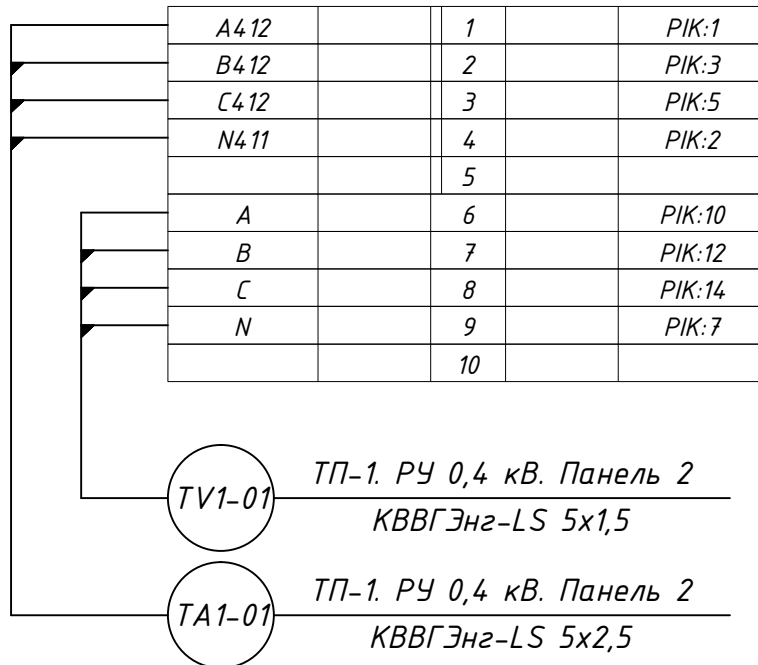 A412 1 PIK:1
B412 2 PIK:3
C412 3 PIK:5
N411 4 PIK:2
5
A 6 PIK:10
B 7 PIK:12
C 8 PIK:14
N 9 PIK:7
10
TV1-01
ТП-1. РУ 0,4 кВ. Панель 2
КВВГЭнг-LS 5х1,5
TA1-01
ТП-1. РУ 0,4 кВ. Панель 2
КВВГЭнг-LS 5х2,5